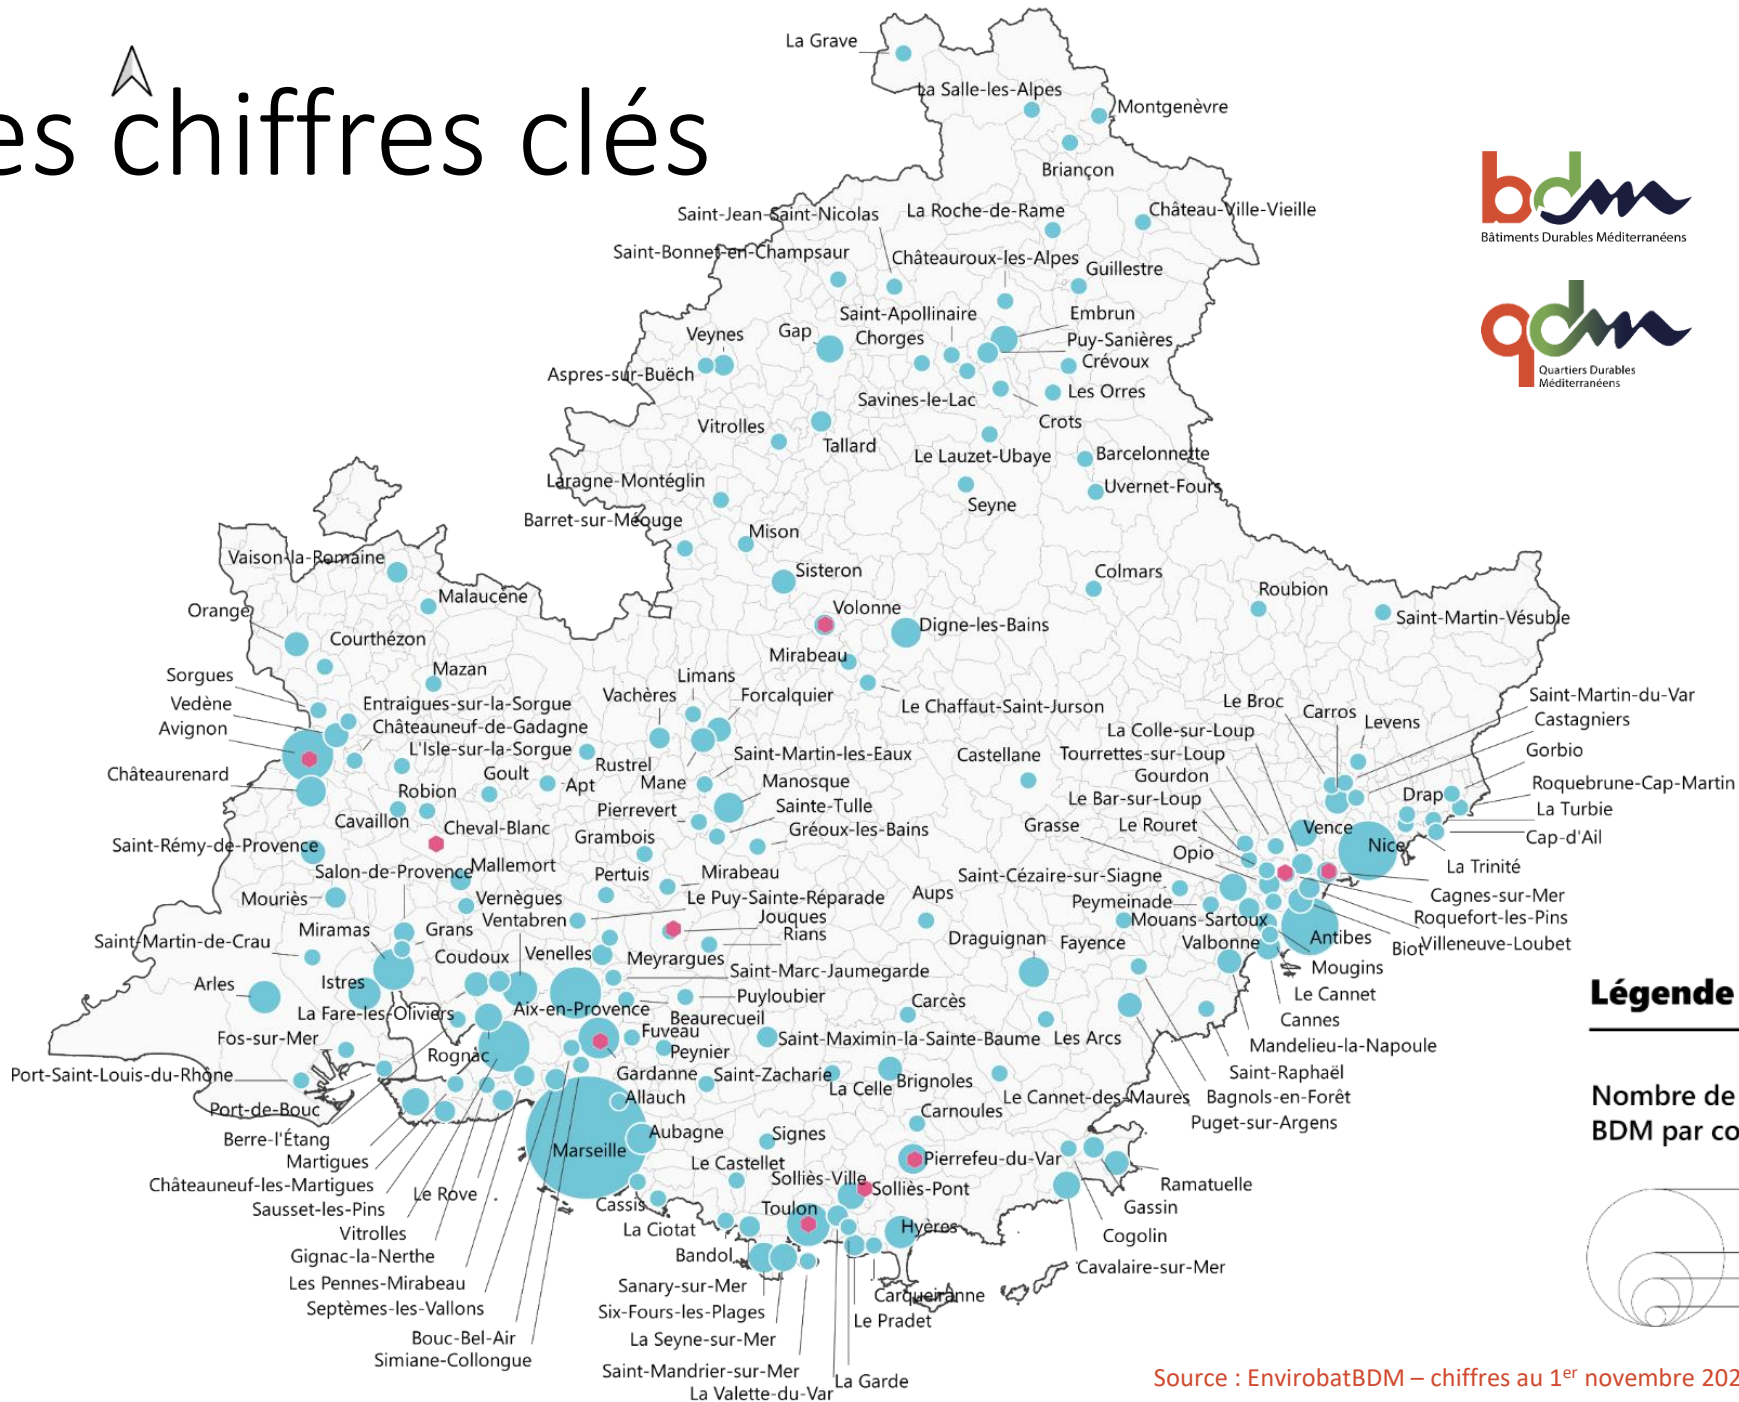 es chiffres clés
La Grave
La Salle-les-Alpes
Montgenèvre
Briançon
bdm
Bâtiments Durables Méditerranéens
Saint-Jean-Saint-Nicolas
La Roche-de-Rame
Château-Ville-Vieille
Saint-Bonnet-en-Champsaur
Châteauroux-les-Alpes
Guillestre
qdm
Quartiers Durables
Méditerranéens
Saint-Apollinaire
Embrun
Veynes
Gap
Chorges
Puy-Sanières
Crévoux
Aspres-sur-Buëch
Savines-le-Lac
Les Orres
Crots
Vitrolles
Tallard
Le Lauzet-Ubaye
Barcelonnette
Laragne-Montéglin
Uvernet-Fours
Seyne
Barret-sur-Méouge
Mison
Vaison-la-Romaine
Sisteron
Colmars
Roubion
Malaucène
Orange
Volonne
Saint-Martin-Vésubie
Courthézon
Digne-les-Bains
Mirabeau
Sorgues
Mazan
Limans
Vedène
Entraigues-sur-la-Sorgue
Vachères
Forcalquier
Le Chaffaut-Saint-Jurson
Le Broc
Carros
Saint-Martin-du-Var
Avignon
Châteauneuf-de-Gadagne
Levens
Castagniers
L'Isle-sur-la-Sorgue
La Colle-sur-Loup
Gorbio
Châteaurenard
Goult
Rustrel
Saint-Martin-les-Eaux
Castellane
Tourrettes-sur-Loup
Apt
Mane
Manosque
Gourdon
Roquebrune-Cap-Martin
Robion
Pierrevert
Sainte-Tulle
Le Bar-sur-Loup
Drap
La Turbie
Cavaillon
Cheval-Blanc
Grambois
Gréoux-les-Bains
Grasse
Le Rouret
Vence
Cap-d'Ail
Saint-Rémy-de-Provence
Opio
Nice
Salon-de-Provence
Mallemort
Pertuis
Mirabeau
Saint-Cézaire-sur-Siagne
La Trinité
Mouriès
Vernègues
Le Puy-Sainte-Réparade
Aups
Peymeinade
Cagnes-sur-Mer
Miramas
Grans
Ventabren
Jouques
Mouans-Sartoux
Roquefort-les-Pins
Saint-Martin-de-Crau
Rians
Draguignan
Fayence
Valbonne
Antibes
Biot
Villeneuve-Loubet
Coudoux
Venelles
Meyrargues
Mougins
Arles
Istres
Saint-Marc-Jaumegarde
Le Cannet
Puyloubier
Carcès
La Fare-les-Oliviers
Aix-en-Provence
Beaurecueil
Cannes
Fos-sur-Mer
Rognac
Fuveau
Saint-Maximin-la-Sainte-Baume
Les Arcs
Mandelieu-la-Napoule
Peynier
Port-Saint-Louis-du-Rhône
Gardanne
Saint-Zacharie
La Celle
Brignoles
Saint-Raphaël
Port-de-Bouc
Allauch
Le Cannet-des-Maures
Bagnols-en-Forêt
Carnoules
Puget-sur-Argens
Berre-l'Étang
Aubagne
Signes
Marseille
Martigues
Le Castellet
Pierrefeu-du-Var
Châteauneuf-les-Martigues
Le Rove
Solliès-Ville
Solliès-Pont
Ramatuelle
Sausset-les-Pins
Cassis
Toulon
Gassin
Vitrolles
La Ciotat
Hyères
Cogolin
Gignac-la-Nerthe
Bandol
Cavalaire-sur-Mer
Les Pennes-Mirabeau
Sanary-sur-Mer
Carqueiranne
Septèmes-les-Vallons
Six-Fours-les-Plages
Le Pradet
Bouc-Bel-Air
La Seyne-sur-Mer
Simiane-Collongue
Saint-Mandrier-sur-Mer
La Garde
La Valette-du-Var
Légende
Nombre de
BDM par co
Source : EnvirobatBDM – chiffres au 1er novembre 202